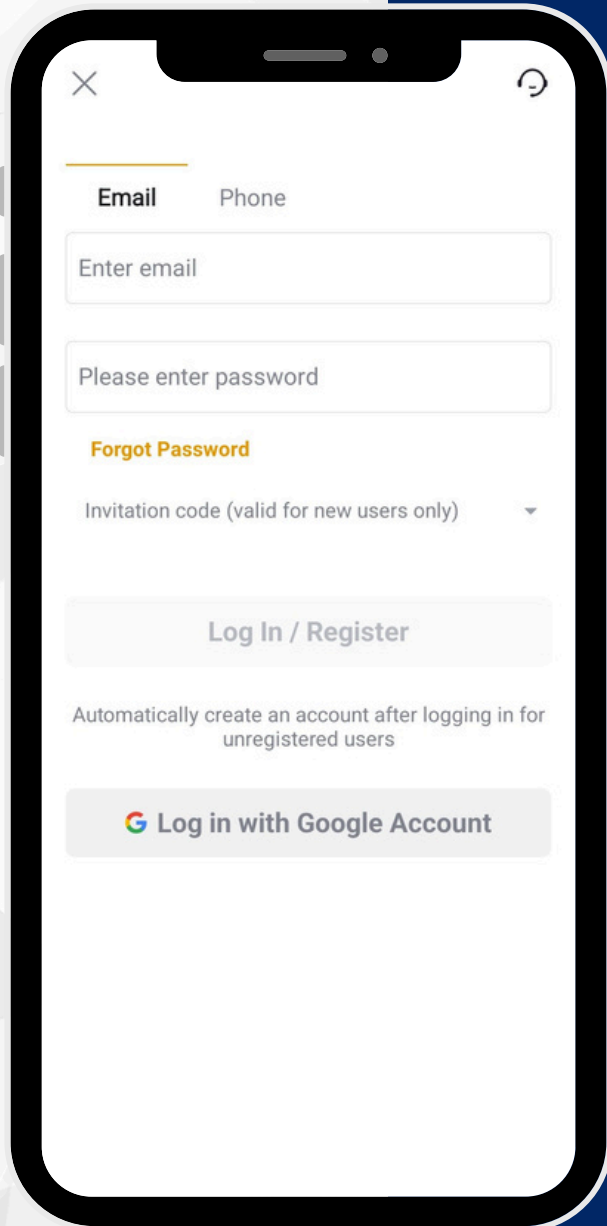 Email
Phone
Enter email
Please enter password
Forgot Password
Invitation code (valid for new users only)
Log In / Register
Automatically create an account after logging in for
unregistered users
Log in with Google Account